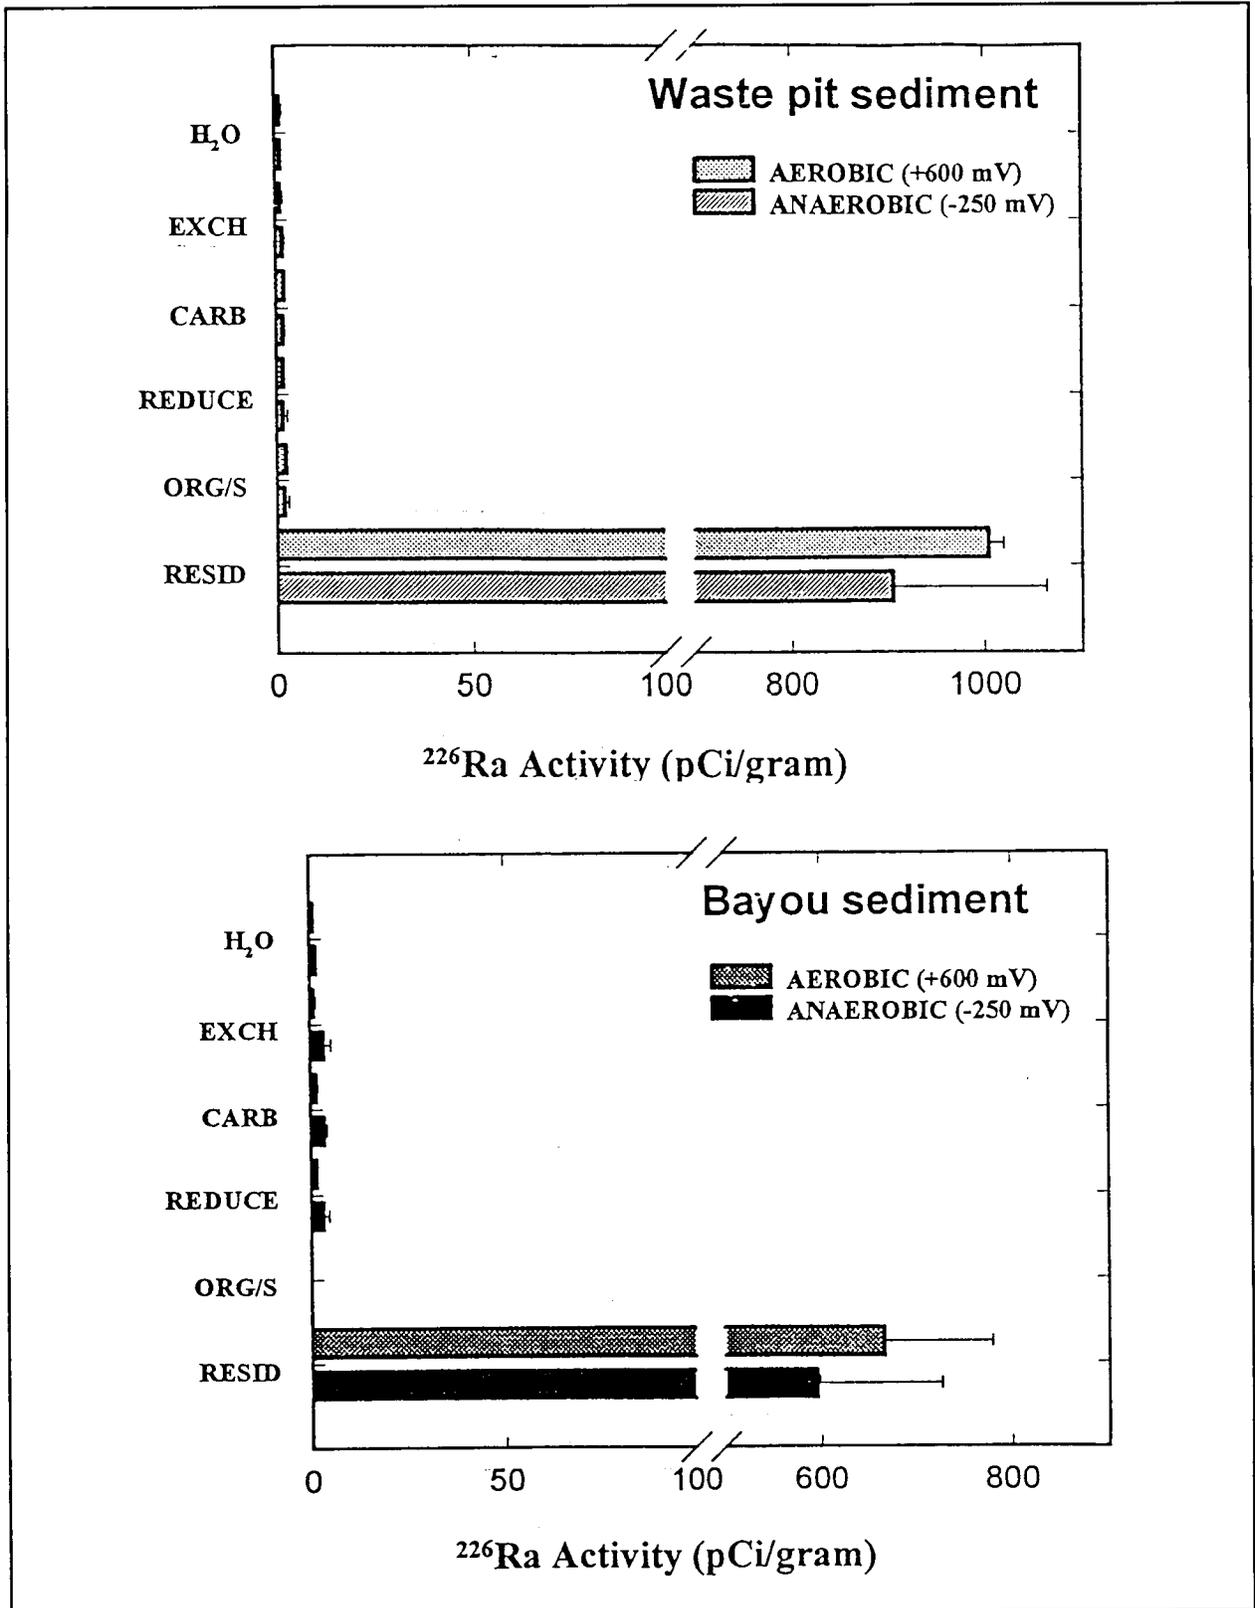 Waste pit sediment
AEROBIC (+600 mV)
ANAEROBIC (-250 mV)
H₂O
EXCH
CARB
REDUCE
ORG/S
RESID
0 50 100 800 1000
²²⁶Ra Activity (pCi/gram)
Bayou sediment
AEROBIC (+600 mV)
ANAEROBIC (-250 mV)
H₂O
EXCH
CARB
REDUCE
ORG/S
RESID
0 50 100 600 800
²²⁶Ra Activity (pCi/gram)